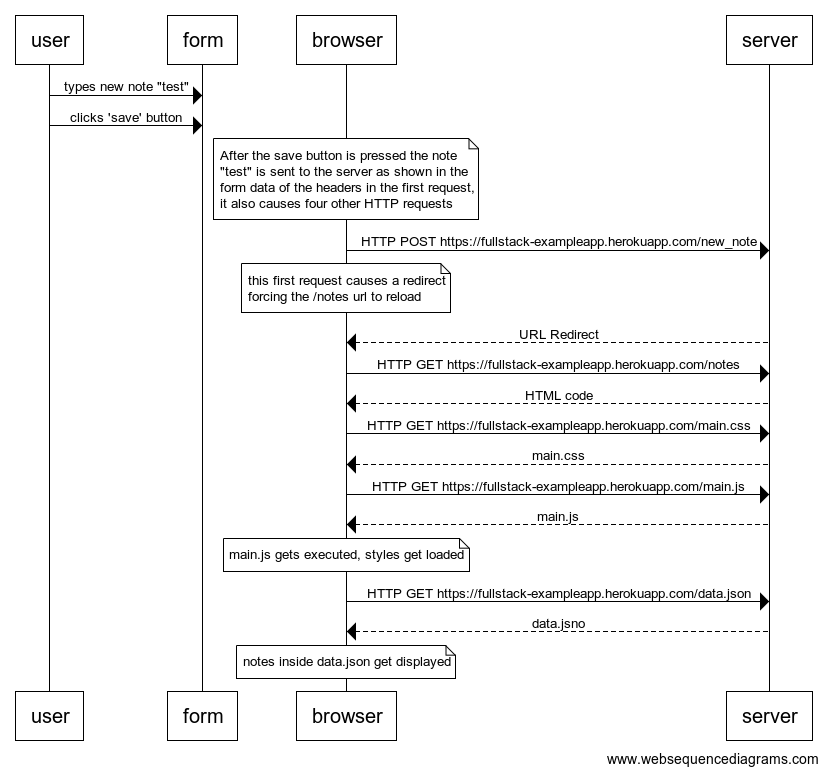 user
form
browser
server
types new note "test"
clicks 'save' button
After the save button is pressed the note
"test" is sent to the server as shown in the
form data of the headers in the first request,
it also causes four other HTTP requests
HTTP POST https://fullstack-exampleapp.herokuapp.com/new_note
this first request causes a redirect
forcing the /notes url to reload
URL Redirect
HTTP GET https://fullstack-exampleapp.herokuapp.com/notes
HTML code
HTTP GET https://fullstack-exampleapp.herokuapp.com/main.css
main.css
HTTP GET https://fullstack-exampleapp.herokuapp.com/main.js
main.js
main.js gets executed, styles get loaded
HTTP GET https://fullstack-exampleapp.herokuapp.com/data.json
data.jsno
notes inside data.json get displayed
user
form
browser
server
www.websequencediagrams.com